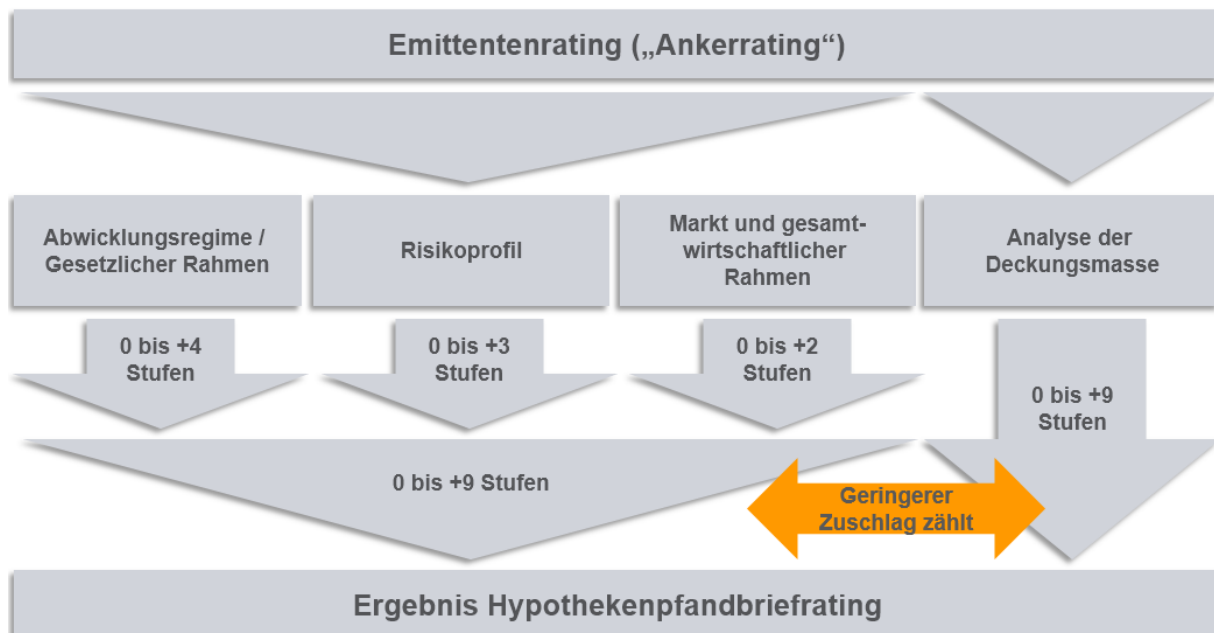 Emittentenrating („Ankerrating“)
Abwicklungsregime /
Gesetzlicher Rahmen
Risikoprofil
Markt und gesamt-
wirtschaftlicher
Rahmen
Analyse der
Deckungsmasse
0 bis +4
Stufen
0 bis +3
Stufen
0 bis +2
Stufen
0 bis +9
Stufen
0 bis +9 Stufen
Geringerer
Zuschlag zählt
Ergebnis Hypothekenpfandbriefrating